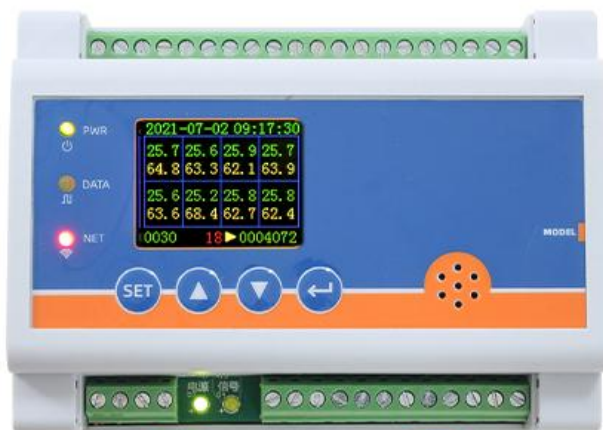 2021-07-02 09:17:30
PWR
25.7 25.6 25.9 25.7
64.8 63.3 62.1 63.9
DATA
25.6 25.2 25.8 25.8
63.6 68.4 62.7 62.4
NET
0030 18 0004072
MODEL
SET